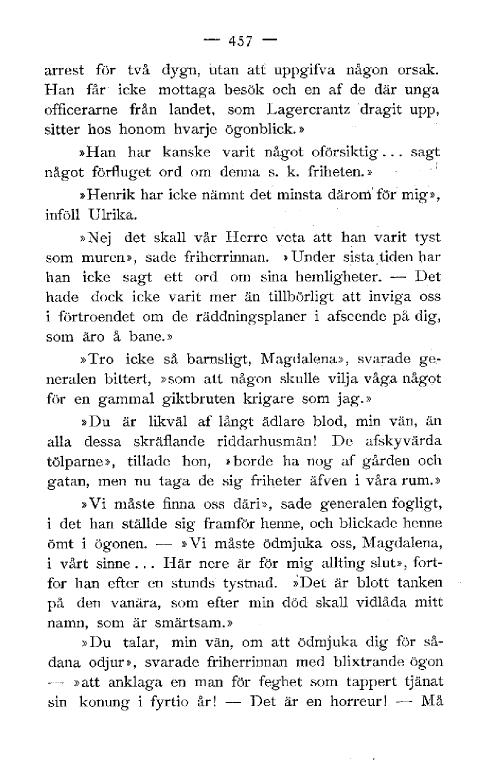 — 457 —
arrest för två dygn, utan att uppgifva någon orsak.
Han får icke mottaga besök och en af de där unga
officerarne från landet, som Lagercrantz dragit upp,
sitter hos honom hvarje ögonblick.»
»Han har kanske varit något oförsiktig... sagt
något förfluget ord om denna s. k. friheten.»
»Henrik har icke nämnt det minsta därom för mig»,
inföll Ulrika.
»Nej det skall vår Herre veta att han varit tyst
som muren», sade friherrinnan. »Under sista tiden har
han icke sagt ett ord om sina hemligheter. — Det
hade dock icke varit mer än tillbörligt att inviga oss
i förtroendet om de räddningsplaner i afseende på dig,
som äro å bane.»
»Tro icke så barnsligt, Magdalena», svarade ge-
neralen bittert, »som att någon skulle vilja våga något
för en gammal giktbruten krigare som jag.»
»Du är likväl af långt ädlare blod, min vän, än
alla dessa skräflande riddarhusmän! De afskyvärda
tölparne», tillade hon, »borde ha nog af gården och
gatan, men nu taga de sig friheter äfven i våra rum.»
»Vi måste finna oss däri», sade generalen fogligt,
i det han ställde sig framför henne, och blickade henne
ömt i ögonen. — »Vi måste ödmjuka oss, Magdalena,
i vårt sinne... Här nere är för mig allting slut», fort-
for han efter en stunds tystnad. »Det är blott tanken
på den vanära, som efter min död skall vidlåda mitt
namn, som är smärtsam.»
»Du talar, min vän, om att ödmjuka dig för så-
dana odjur», svarade friherrinnan med blixtrande ögon
— »att anklaga en man för feghet som tappert tjänat
sin konung i fyrtio år! — Det är en horreur! — Må